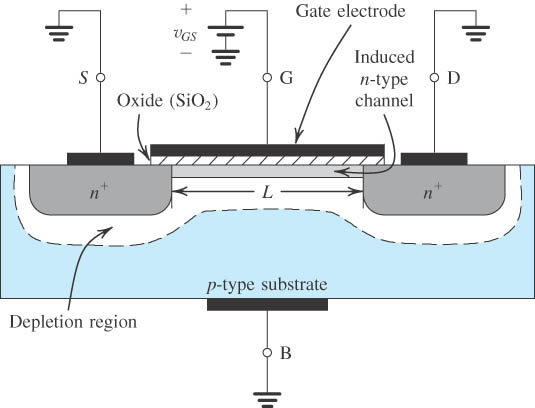 +
vGS
−
Gate electrode
Induced
n-type
channel
S
G
D
Oxide (SiO2)
n+
L
n+
p-type substrate
Depletion region
B